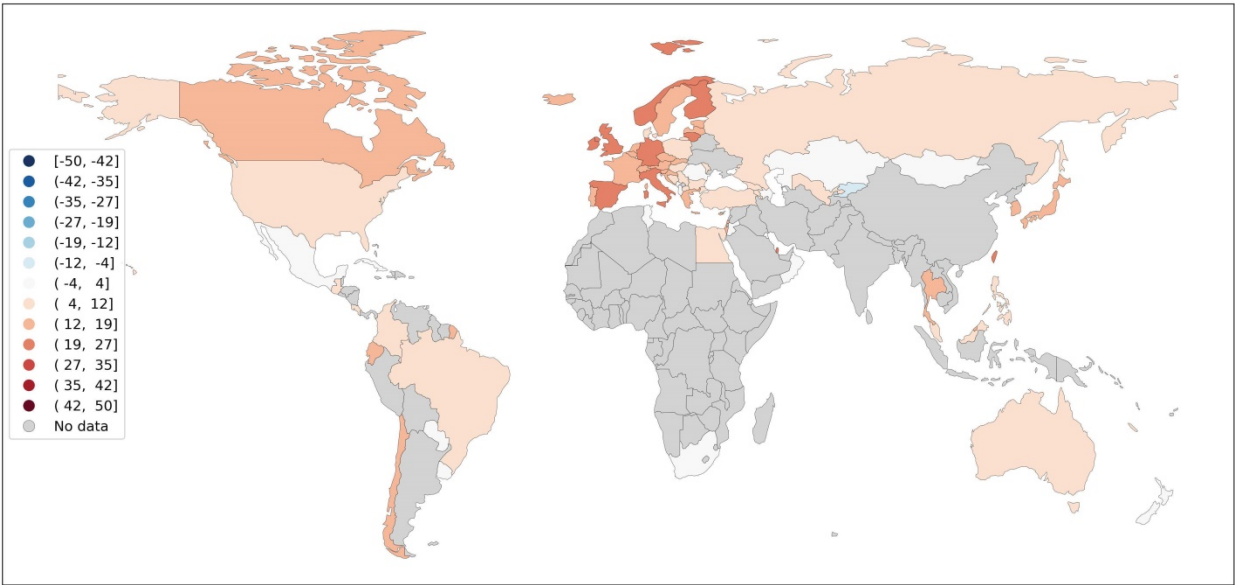 [-50, -42]
(-42, -35]
(-35, -27]
(-27, -19]
(-19, -12]
(-12, -4]
( -4, 4]
( 4, 12]
( 12, 19]
( 19, 27]
( 27, 35]
( 35, 42]
( 42, 50]
No data